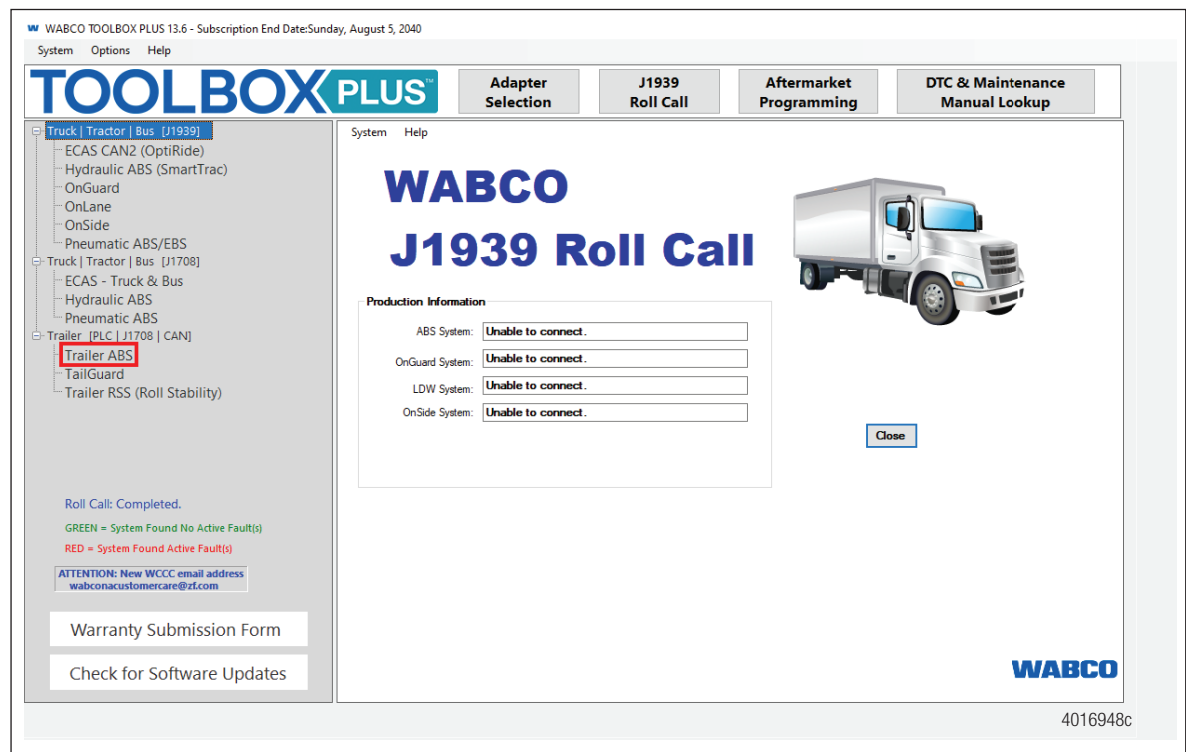 WABCO TOOLBOX PLUS 13.6 - Subscription End Date:Sunday, August 5, 2040
System Options Help
TOOLBOX PLUS™
Adapter Selection
J1939 Roll Call
Aftermarket Programming
DTC & Maintenance Manual Lookup
Truck | Tractor | Bus [J1939]
ECAS CAN2 (OptiRide)
Hydraulic ABS (SmartTrac)
OnGuard
OnLane
OnSide
Pneumatic ABS/EBS
Truck | Tractor | Bus [J1708]
ECAS - Truck & Bus
Hydraulic ABS
Pneumatic ABS
Trailer [PLC | J1708 | CAN]
Trailer ABS
TailGuard
Trailer RSS (Roll Stability)
Roll Call: Completed.
GREEN = System Found No Active Fault(s)
RED = System Found Active Fault(s)
ATTENTION: New WCCC email address
wabconacustomercare@zf.com
Warranty Submission Form
Check for Software Updates
System Help
WABCO
J1939 Roll Call
Production Information
ABS System: Unable to connect.
OnGuard System: Unable to connect.
LDW System: Unable to connect.
OnSide System: Unable to connect.
Close
WABCO
4016948c